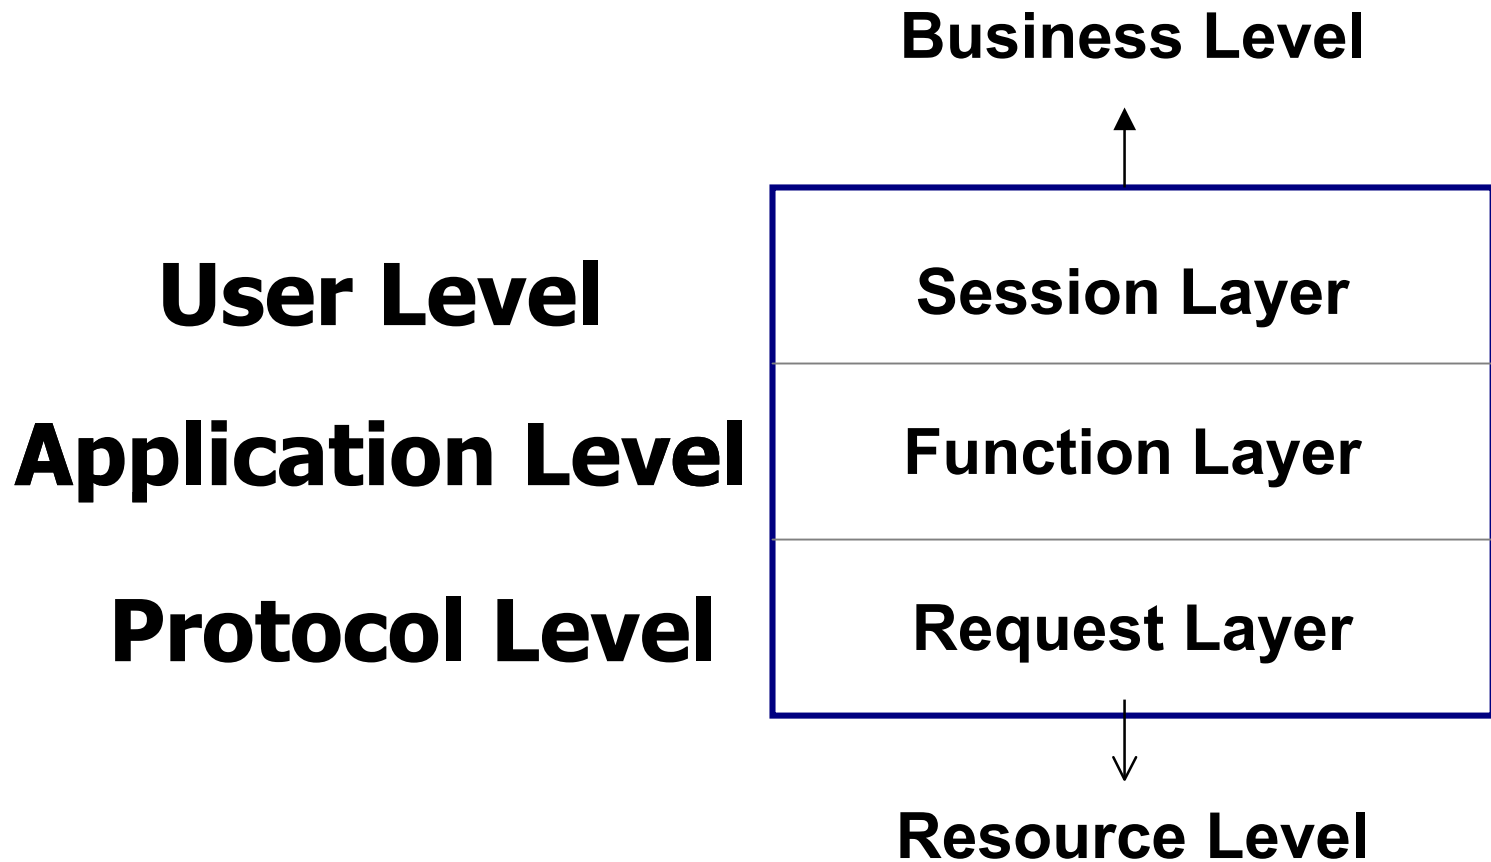 Business Level
User Level
Session Layer
Application Level
Function Layer
Protocol Level
Request Layer
Resource Level